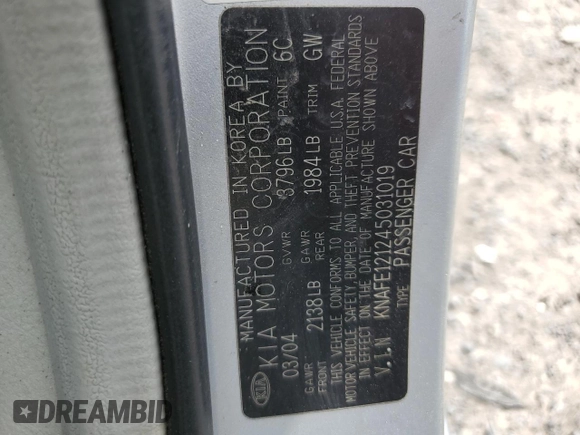 MANUFACTURED IN KOREA BY
KIA KIA MOTORS CORPORATION
03/04 GVWR 3796LB PAINT 6C
GAWR FRONT 2138LB GAWR REAR 1984LB TRIM GW
THIS VEHICLE CONFORMS TO ALL APPLICABLE U.S.A. FEDERAL
MOTOR VEHICLE SAFETY, BUMPER, AND THEFT PREVENTION STANDARDS
IN EFFECT ON THE DATE OF MANUFACTURE SHOWN ABOVE
V.I.N KNAFE121245031019
TYPE PASSENGER CAR
DREAMBID